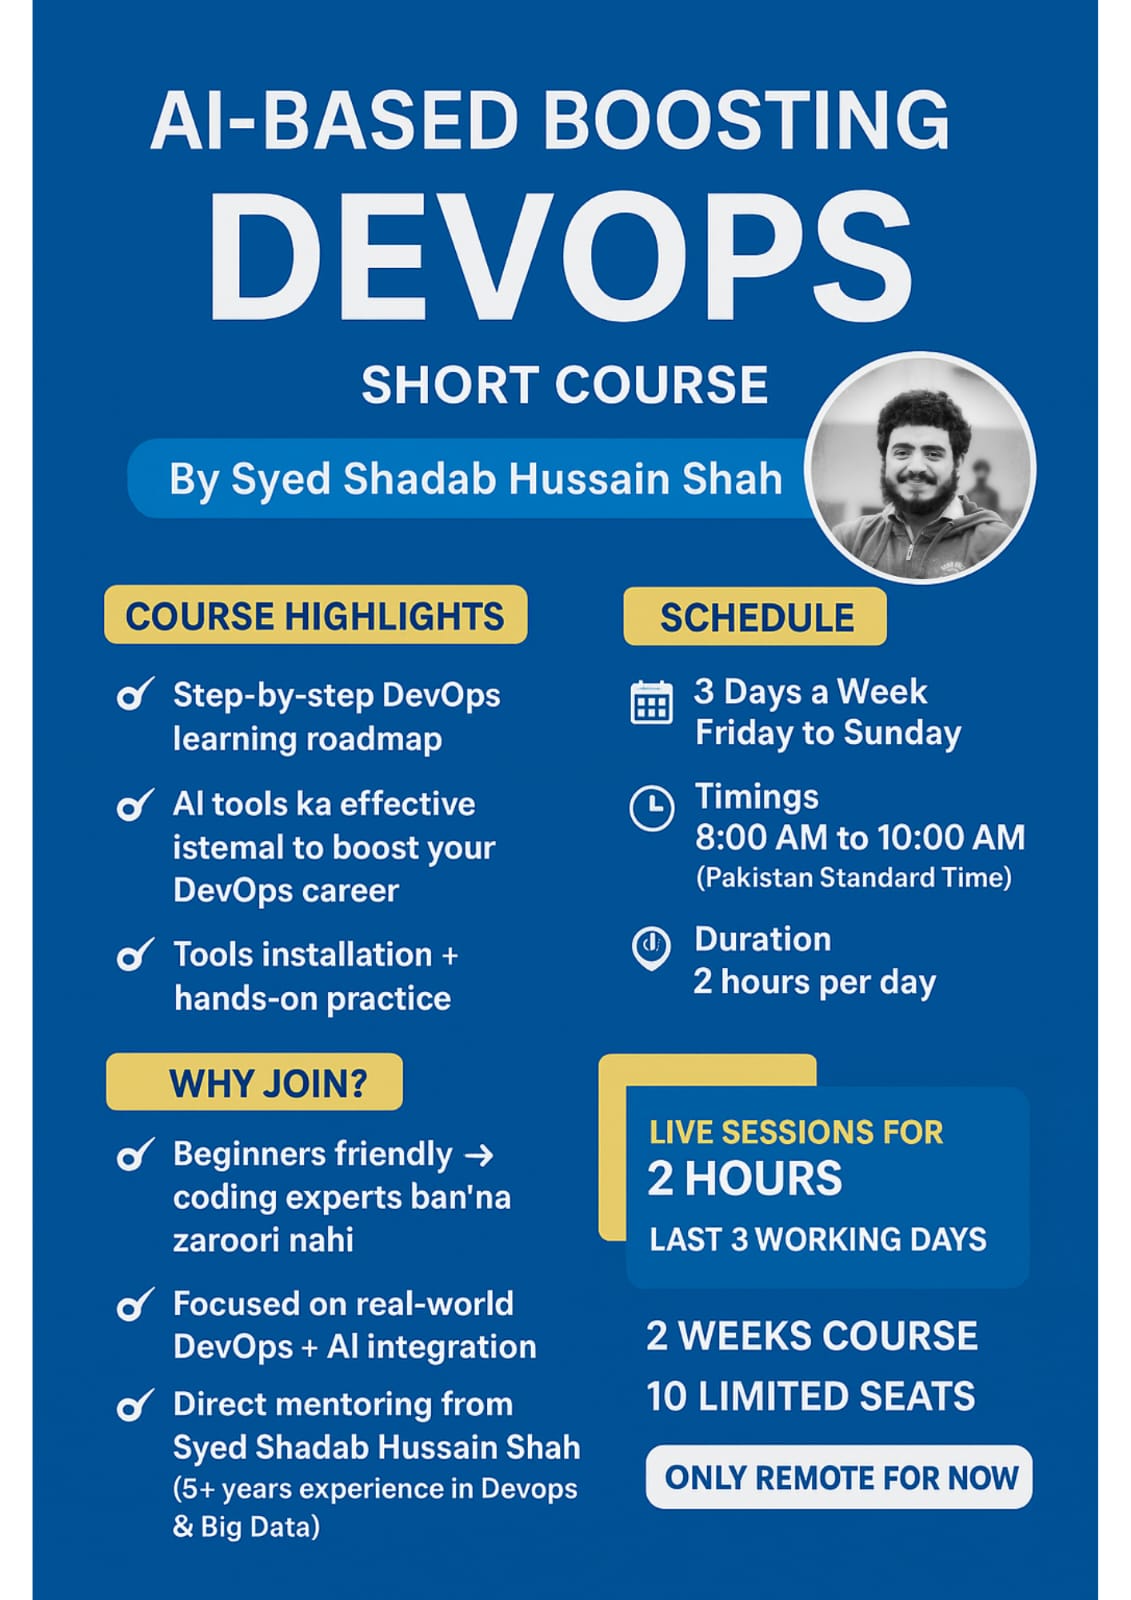 AI-BASED BOOSTING
DEVOPS
SHORT COURSE
By Syed Shadab Hussain Shah
COURSE HIGHLIGHTS
Step-by-step DevOps
learning roadmap
AI tools ka effective
istemal to boost your
DevOps career
Tools installation +
hands-on practice
WHY JOIN?
Beginners friendly →
coding experts ban'na
zaroori nahi
Focused on real-world
DevOps + AI integration
Direct mentoring from
Syed Shadab Hussain Shah
(5+ years experience in Devops
& Big Data)
SCHEDULE
3 Days a Week
Friday to Sunday
Timings
8:00 AM to 10:00 AM
(Pakistan Standard Time)
Duration
2 hours per day
LIVE SESSIONS FOR
2 HOURS
LAST 3 WORKING DAYS
2 WEEKS COURSE
10 LIMITED SEATS
ONLY REMOTE FOR NOW